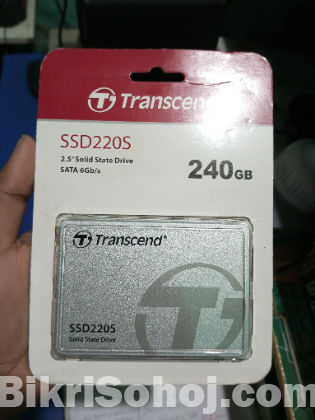 Transcend
SSD220S
2.5" Solid State Drive
SATA 6Gb/s
240GB
Transcend
SSD220S
Solid State Drive
BikriSohoj.com